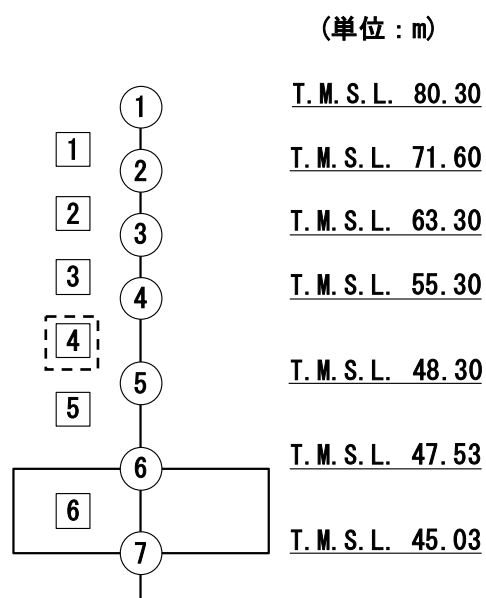 (単位：m)
1 T.M.S.L. 80.30
1
2 T.M.S.L. 71.60
2
3 T.M.S.L. 63.30
3
4 T.M.S.L. 55.30
4
5 T.M.S.L. 48.30
5
6 T.M.S.L. 47.53
6
7 T.M.S.L. 45.03